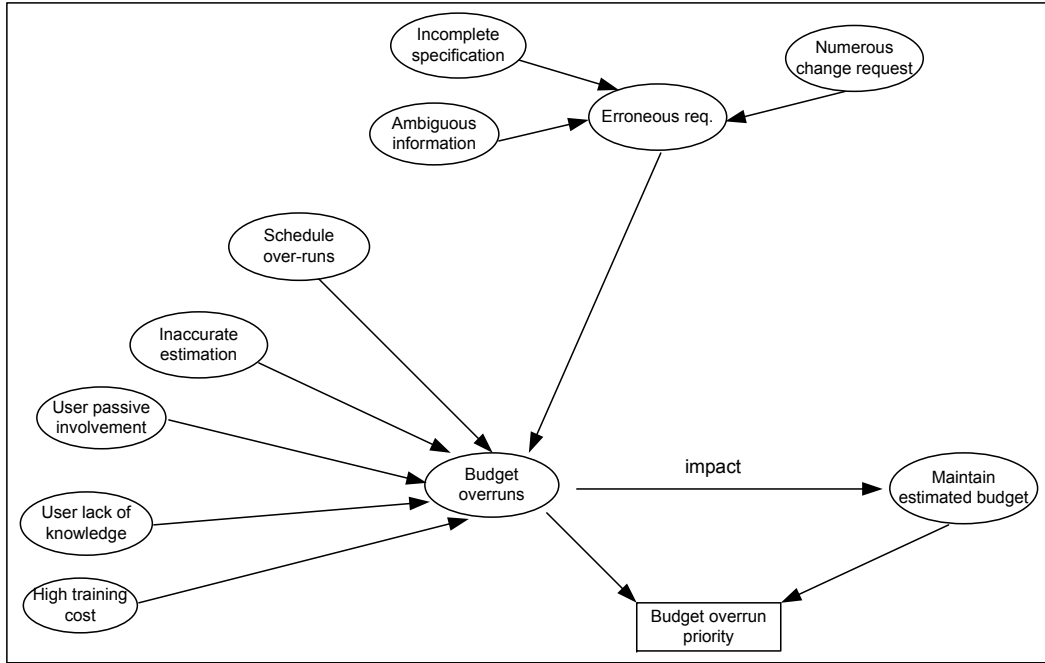 Incomplete
specification
Numerous
change request
Erroneous req.
Ambiguous
information
Schedule
over-runs
Inaccurate
estimation
User passive
involvement
Budget
overruns
impact
Maintain
estimated budget
User lack of
knowledge
High training
cost
Budget overrun
priority